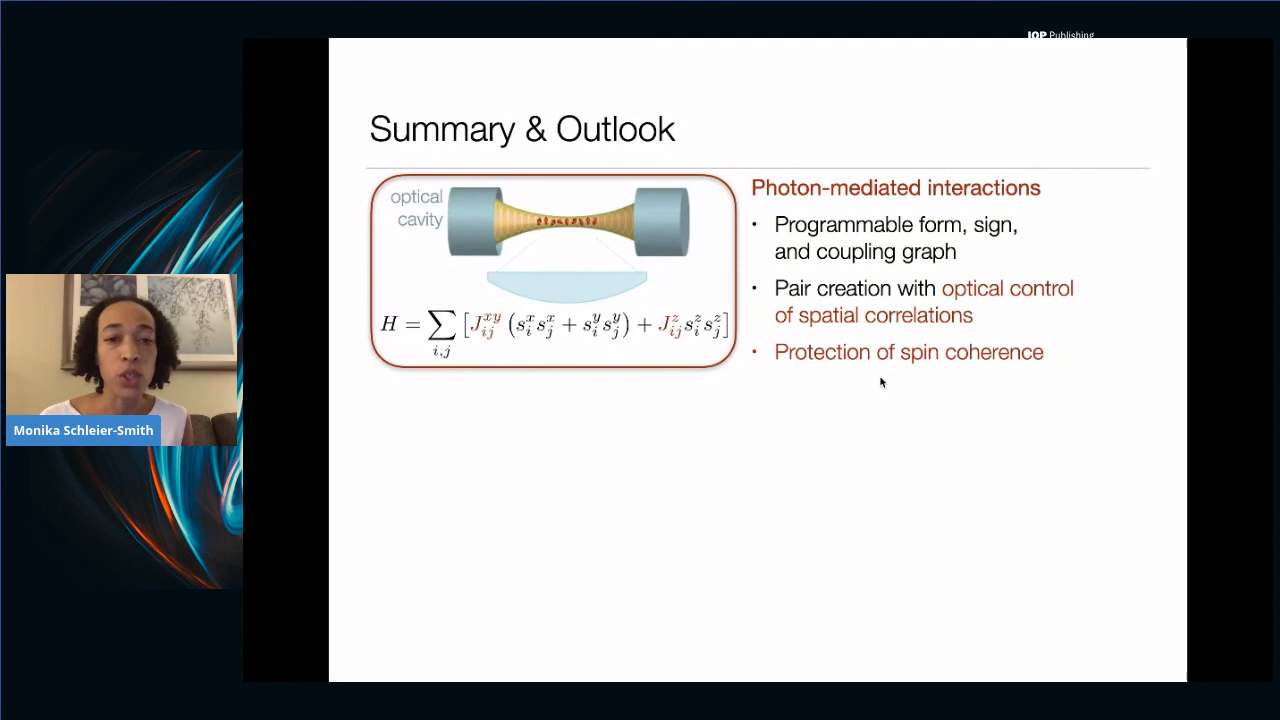 IOP Publishing
Summary & Outlook
optical
cavity
H = ∑_{i,j} [J_{ij}^{xy} (s_i^x s_j^x + s_i^y s_j^y) + J_{ij}^z s_i^z s_j^z]
Photon-mediated interactions
• Programmable form, sign,
and coupling graph
• Pair creation with optical control
of spatial correlations
• Protection of spin coherence
Monika Schleier-Smith